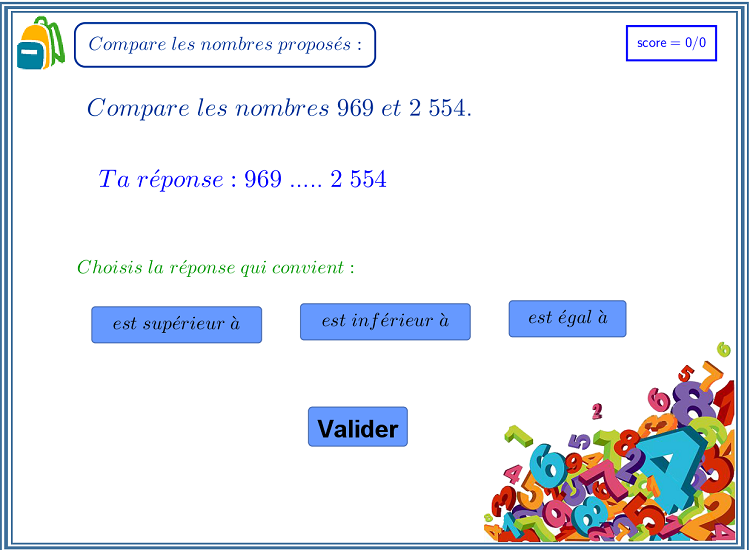 Compare les nombres proposés :
score = 0/0
Compare les nombres 969 et 2 554.
Ta réponse : 969 ..... 2 554
Choisis la réponse qui convient :
est supérieur à
est inférieur à
est égal à
Valider